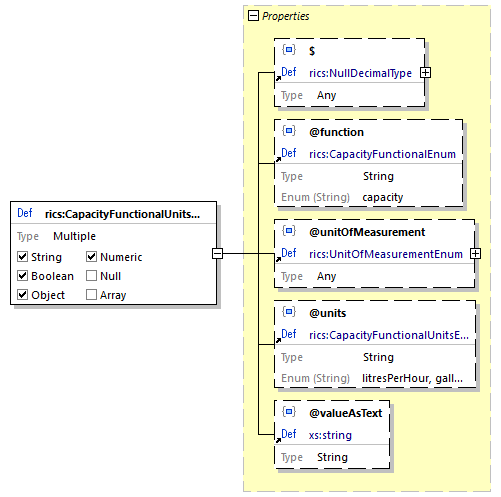 Properties
$
Def rics:NullDecimalType
Type Any
@function
Def rics:CapacityFunctionalEnum
Type String
Enum (String) capacity
Def rics:CapacityFunctionalUnits...
Type Multiple
String Numeric
Boolean Null
Object Array
@unitOfMeasurement
Def rics:UnitOfMeasurementEnum
Type Any
@units
Def rics:CapacityFunctionalUnitsE...
Type String
Enum (String) litresPerHour, gall...
@valueAsText
Def xs:string
Type String